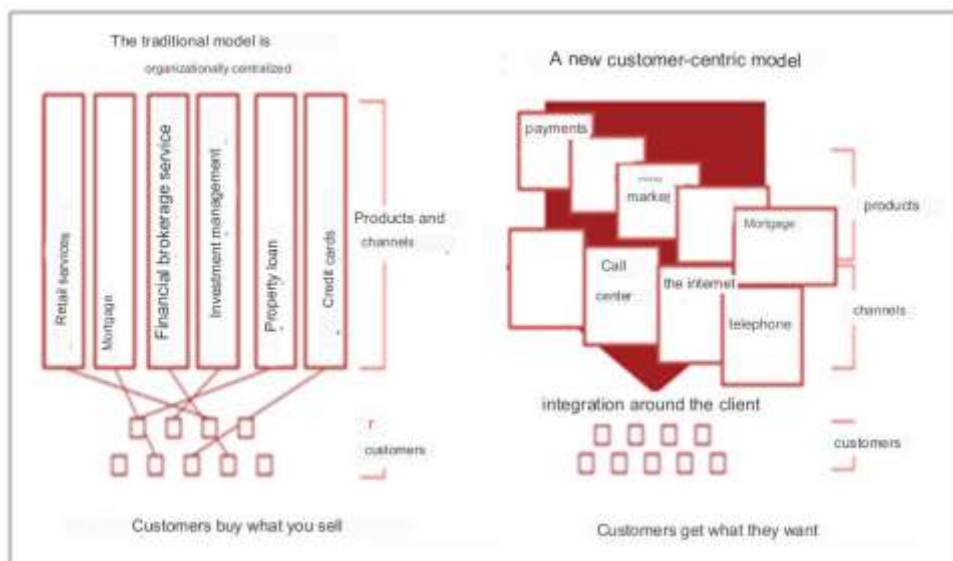 The traditional model is
organizationally centralized
Retail services
Mortgage
Financial brokerage service
Investment management
Property loan
Credit cards
Products and
channels
r
customers
Customers buy what you sell
A new customer-centric model
payments
market
Mortgage
products
Call
center
the internet
telephone
channels
integration around the client
customers
Customers get what they want